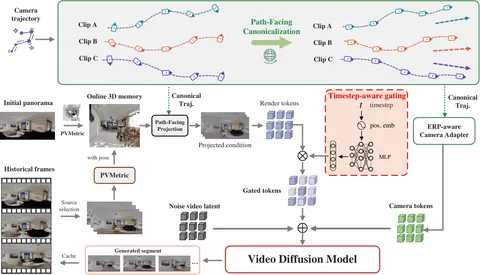 Camera
trajectory
Clip A
Clip B
Clip C
Path-Facing
Canonicalization
Clip A
Clip B
Clip C
Initial panorama
PVMetric
Online 3D memory
Canonical
Traj.
Path-Facing
Projection
Projected condition
Render tokens
Timestep-aware gating
t
timestep
pos. emb
MLP
Canonical
Traj.
ERP-aware
Camera Adapter
with pose
PVMetric
Historical frames
Source
selection
Gated tokens
Noise video latent
Camera tokens
Cache
Generated segment
...
Video Diffusion Model